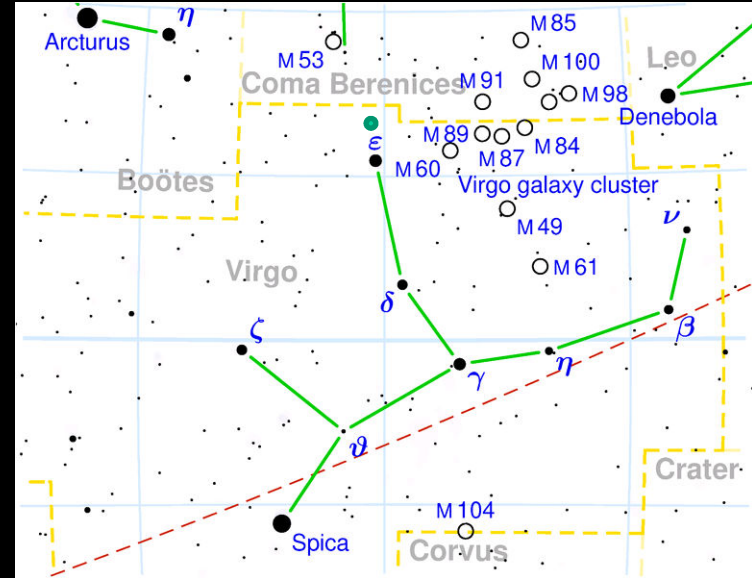 η
Arcturus
M 85
M 53
M 100
Leo
Coma Berenices
M 91
M 98
Denebola
ε
M 89
M 84
M 60
M 87
Boötes
Virgo galaxy cluster
ν
M 49
Virgo
M 61
δ
ζ
β
γ
η
ϑ
Crater
M 104
Spica
Corvus